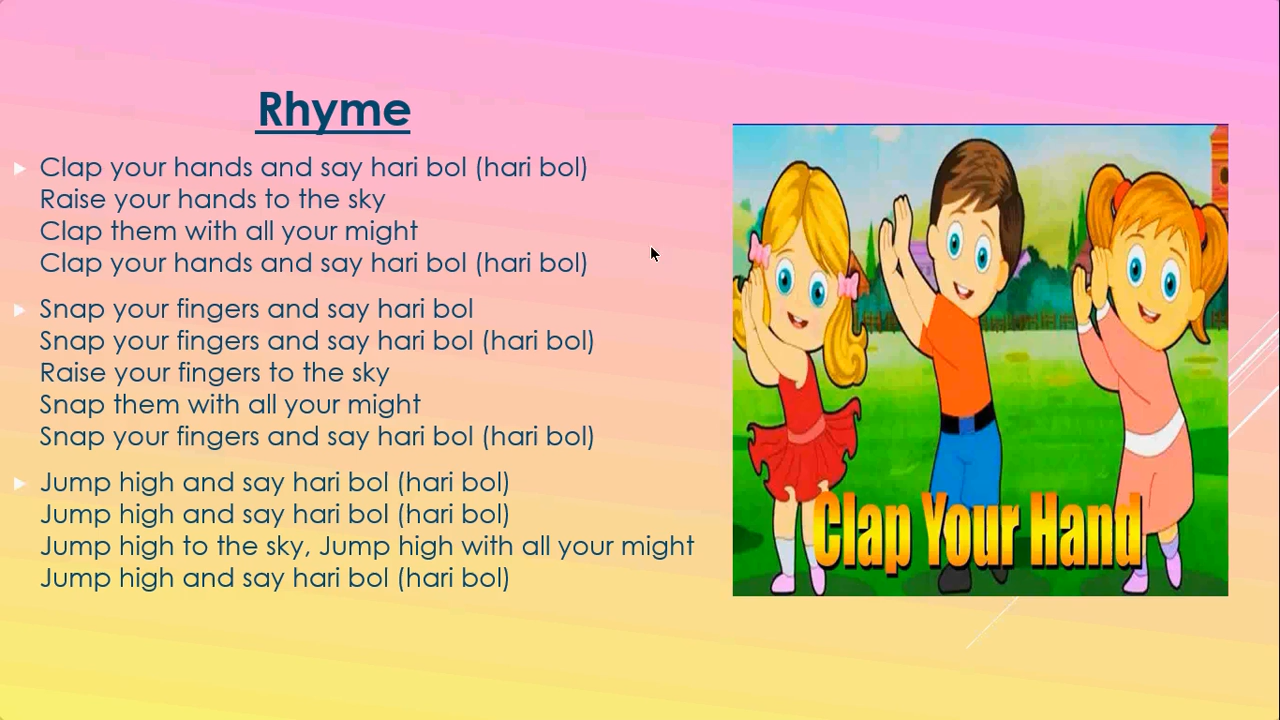 Rhyme
Clap your hands and say hari bol (hari bol)
Raise your hands to the sky
Clap them with all your might
Clap your hands and say hari bol (hari bol)
Snap your fingers and say hari bol
Snap your fingers and say hari bol (hari bol)
Raise your fingers to the sky
Snap them with all your might
Snap your fingers and say hari bol (hari bol)
Jump high and say hari bol (hari bol)
Jump high and say hari bol (hari bol)
Jump high to the sky, Jump high with all your might
Jump high and say hari bol (hari bol)
Clap Your Hand